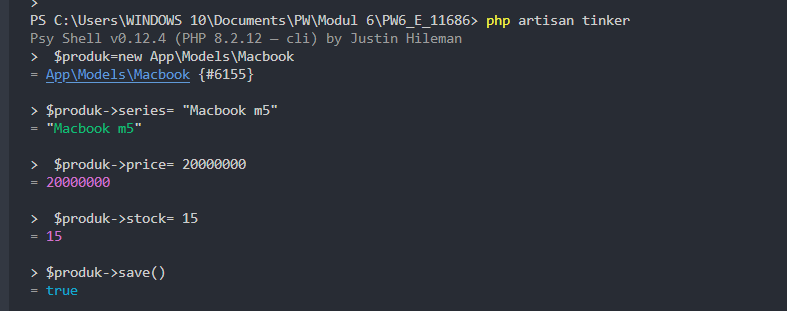 >
PS C:\Users\WINDOWS 10\Documents\PW\Modul 6\PW6_E_11686> php artisan tinker
Psy Shell v0.12.4 (PHP 8.2.12 — cli) by Justin Hileman
>  $produk=new App\Models\Macbook
= App\Models\Macbook {#6155}
> $produk->series= "Macbook m5"
= "Macbook m5"
>  $produk->price= 20000000
= 20000000
>  $produk->stock= 15
= 15
> $produk->save()
= true